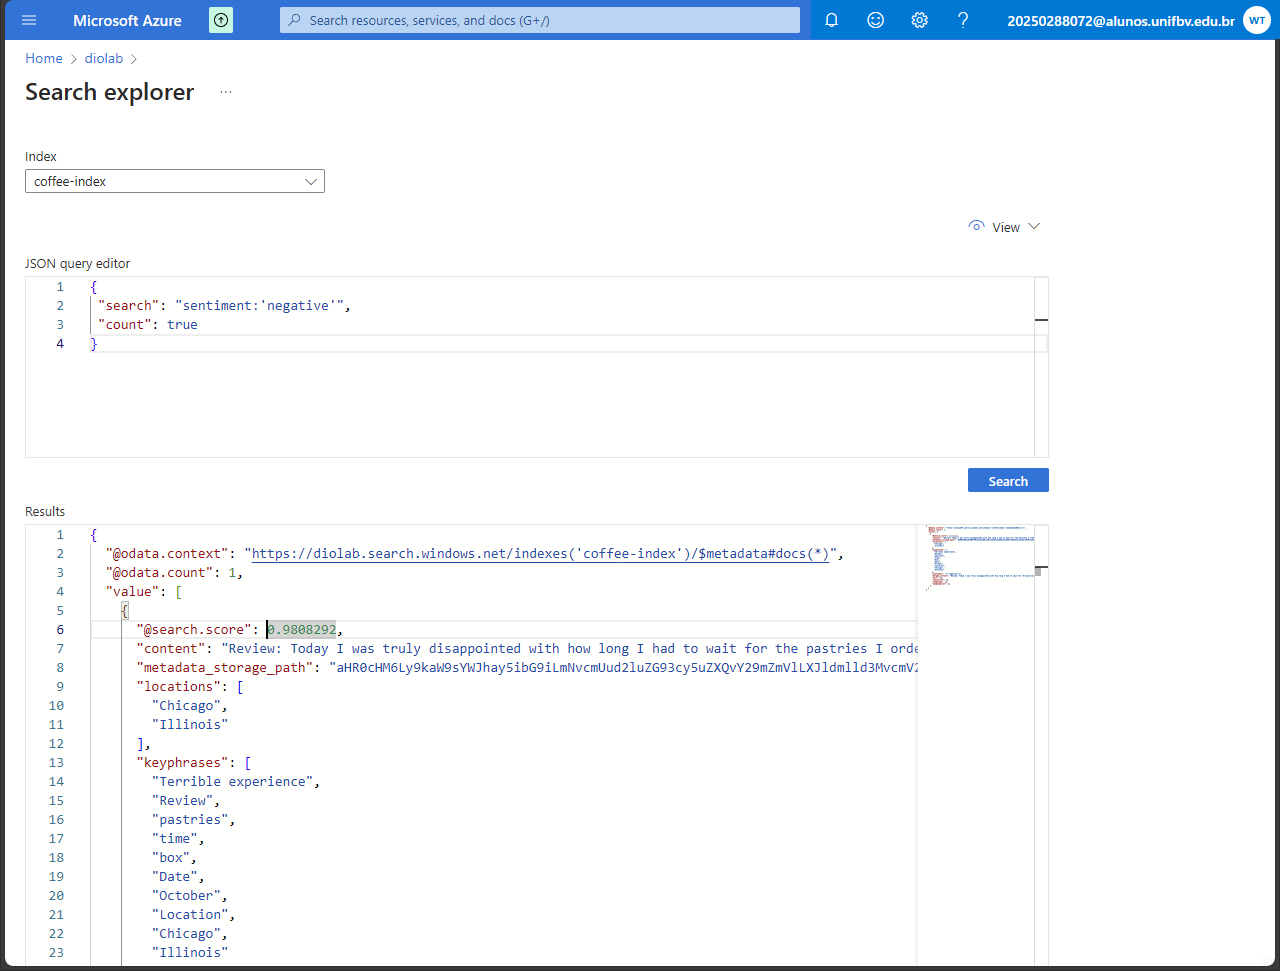 Microsoft Azure
Search resources, services, and docs (G+/)
20250288072@alunos.unifbv.edu.br
WT
Home > diolab >
Search explorer ...
Index
coffee-index
View
JSON query editor
1 {
2 "search": "sentiment:'negative'",
3 "count": true
4 }
Search
Results
1 {
2 "@odata.context": "https://diolab.search.windows.net/indexes('coffee-index')/$metadata#docs(*)",
3 "@odata.count": 1,
4 "value": [
5 {
6 "@search.score": 0.9808292,
7 "content": "Review: Today I was truly disappointed with how long I had to wait for the pastries I orde
8 "metadata_storage_path":
9 "locations": [
10 "Chicago",
11 "Illinois"
12 ],
13 "keyphrases": [
14 "Terrible experience",
15 "Review",
16 "pastries",
17 "time",
18 "box",
19 "Date",
20 "October",
21 "Location",
22 "Chicago",
23 "Illinois"